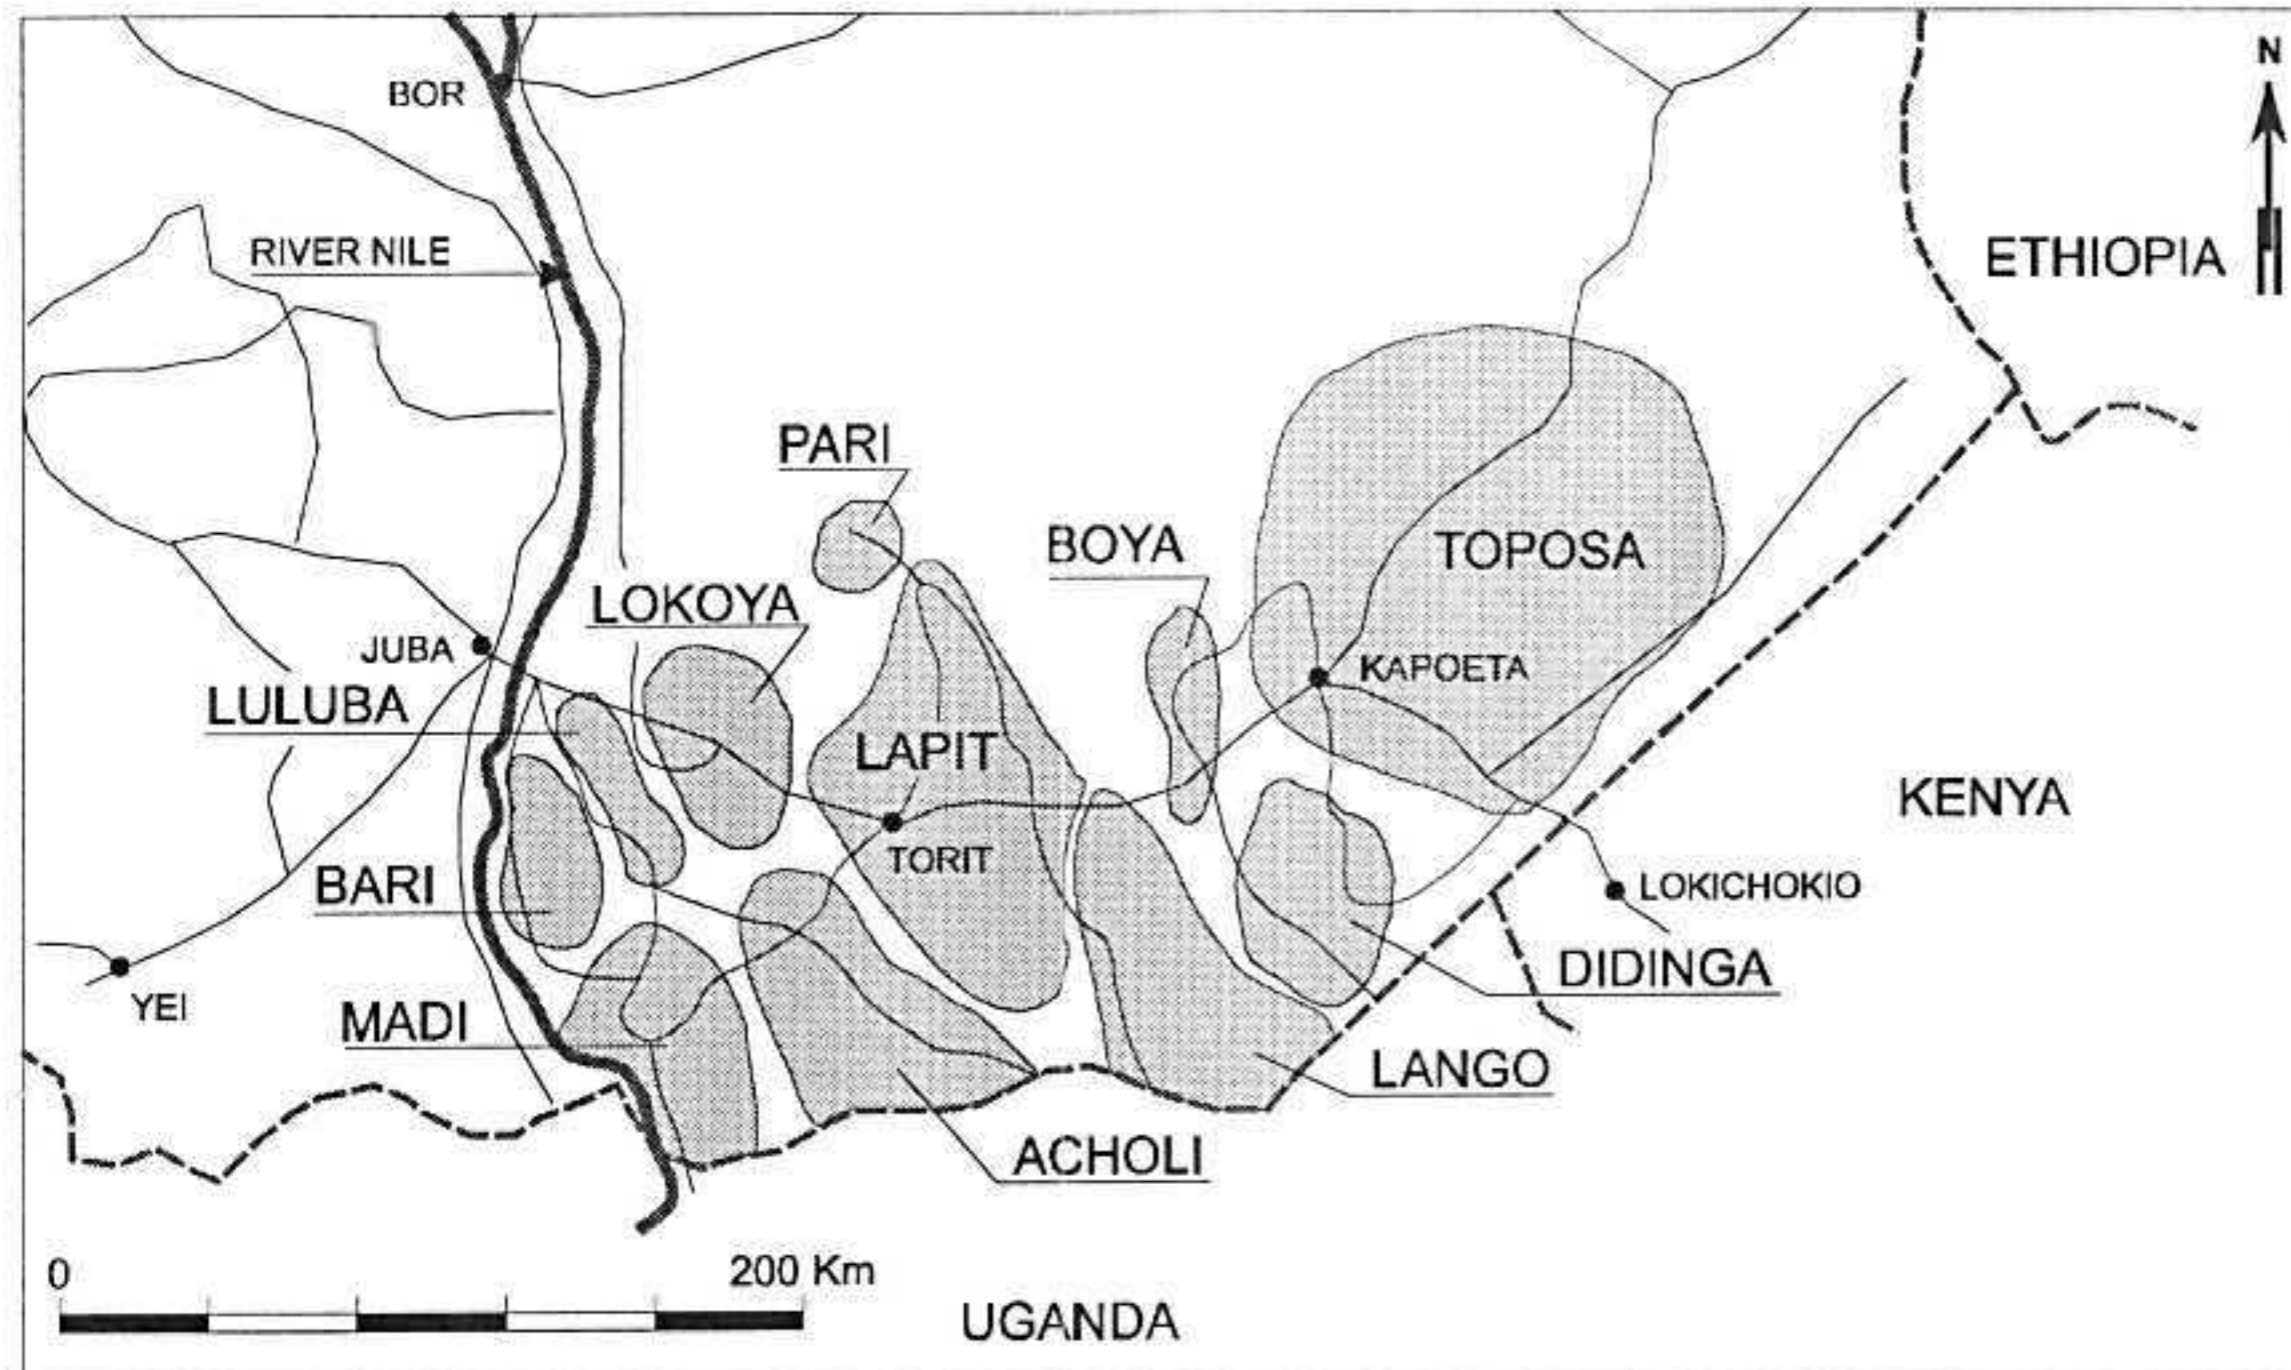 N
BOR
RIVER NILE
ETHIOPIA
PARI
BOYA
TOPOSA
LOKOYA
JUBA
KAPOETA
LULUBA
LAPIT
KENYA
TORIT
BARI
LOKICHOKIO
DIDINGA
YEI
MADI
LANGO
ACHOLI
0 200 Km
UGANDA